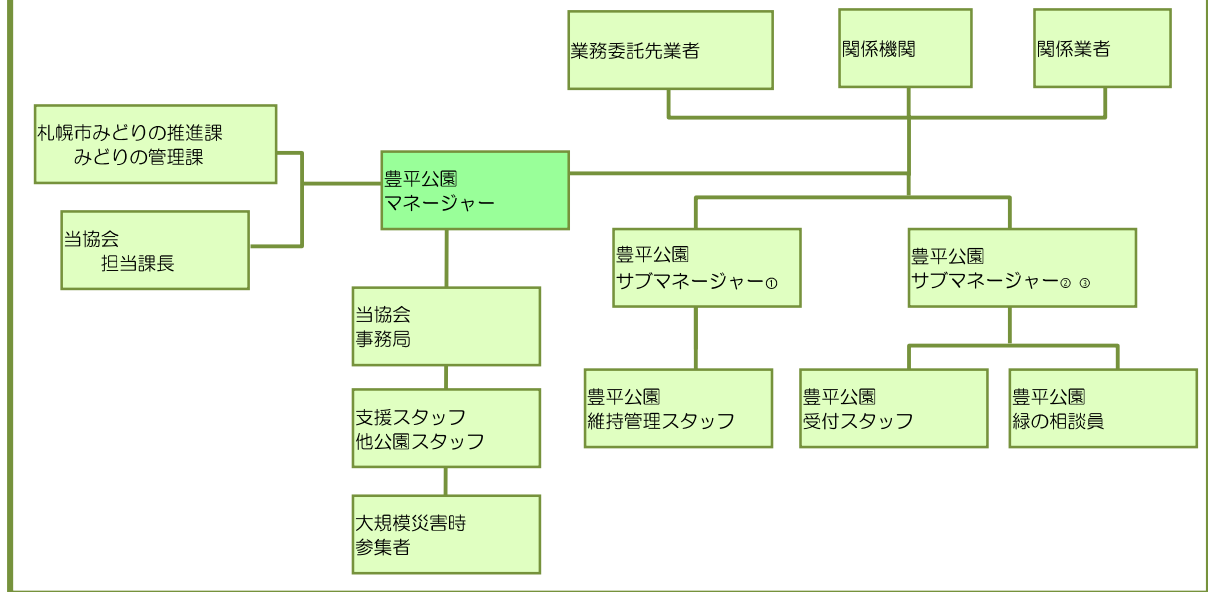 業務委託先業者
関係機関
関係業者
札幌市みどりの推進課
みどりの管理課
豊平公園
マネージャー
当協会
担当課長
豊平公園
サブマネージャー①
豊平公園
サブマネージャー② ③
当協会
事務局
豊平公園
維持管理スタッフ
豊平公園
受付スタッフ
豊平公園
緑の相談員
支援スタッフ
他公園スタッフ
大規模災害時
参集者